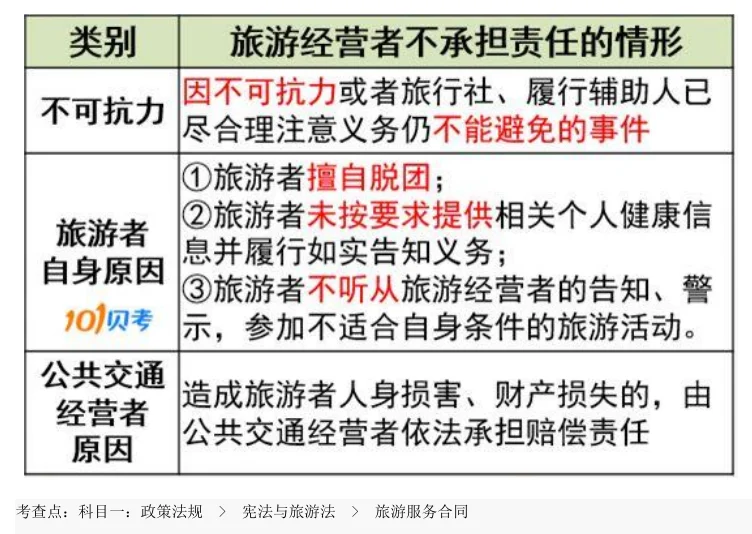 类别
旅游经营者不承担责任的情形
不可抗力
因不可抗力或者旅行社、履行辅助人已
尽合理注意义务仍不能避免的事件
旅游者
自身原因
101贝考
①旅游者擅自脱团；
②旅游者未按要求提供相关个人健康信
息并履行如实告知义务；
③旅游者不听从旅游经营者的告知、警
示，参加不适合自身条件的旅游活动。
公共交通
经营者
原因
造成旅游者人身损害、财产损失的，由
公共交通经营者依法承担赔偿责任
考查点：科目一：政策法规 > 宪法与旅游法 > 旅游服务合同